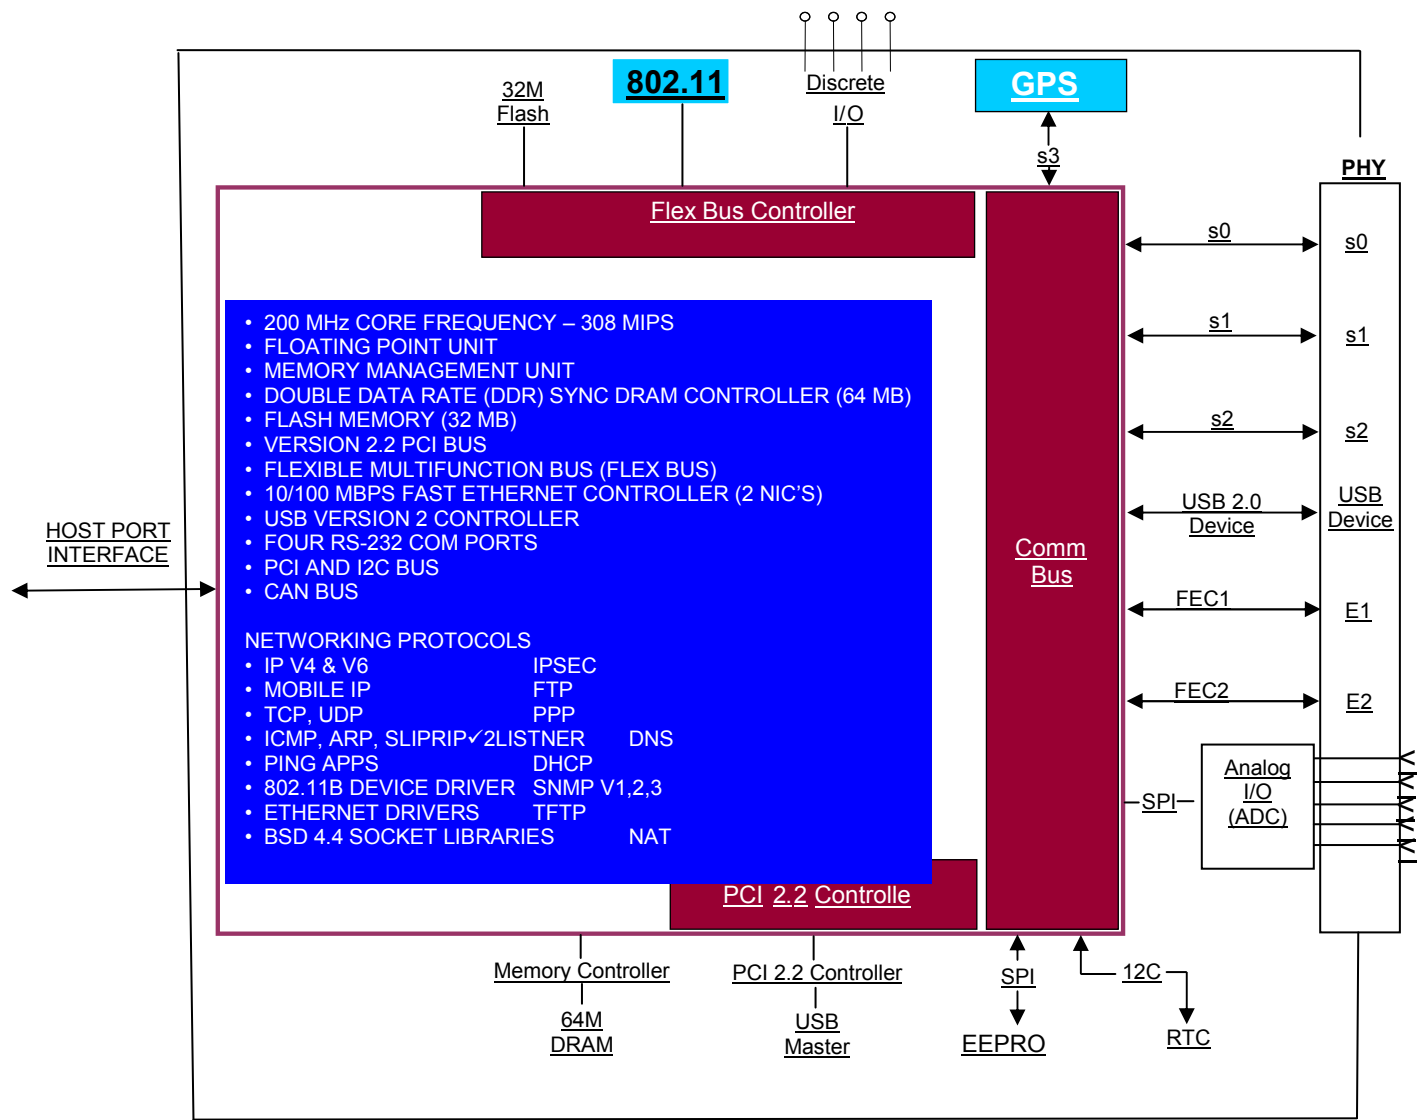 802.11
GPS
32M
Flash
Discrete
I/O
s3
PHY
Flex Bus Controller
s0
s0
s1
s1
s2
s2
USB 2.0
Device
USB
Device
FEC1
E1
FEC2
E2
Comm
Bus
HOST PORT
INTERFACE
• 200 MHz CORE FREQUENCY – 308 MIPS
• FLOATING POINT UNIT
• MEMORY MANAGEMENT UNIT
• DOUBLE DATA RATE (DDR) SYNC DRAM CONTROLLER (64 MB)
• FLASH MEMORY (32 MB)
• VERSION 2.2 PCI BUS
• FLEXIBLE MULTIFUNCTION BUS (FLEX BUS)
• 10/100 MBPS FAST ETHERNET CONTROLLER (2 NIC'S)
• USB VERSION 2 CONTROLLER
• FOUR RS-232 COM PORTS
• PCI AND I2C BUS
• CAN BUS
NETWORKING PROTOCOLS
• IP V4 & V6 IPSEC
• MOBILE IP FTP
• TCP, UDP PPP
• ICMP, ARP, SLIPRIP✓2LISTNER DNS
• PING APPS DHCP
• 802.11B DEVICE DRIVER SNMP V1,2,3
• ETHERNET DRIVERS TFTP
• BSD 4.4 SOCKET LIBRARIES NAT
SPI
Analog
I/O
(ADC)
PCI 2.2 Controlle
Memory Controller
64M
DRAM
PCI 2.2 Controller
USB
Master
SPI
EEPRO
12C
RTC